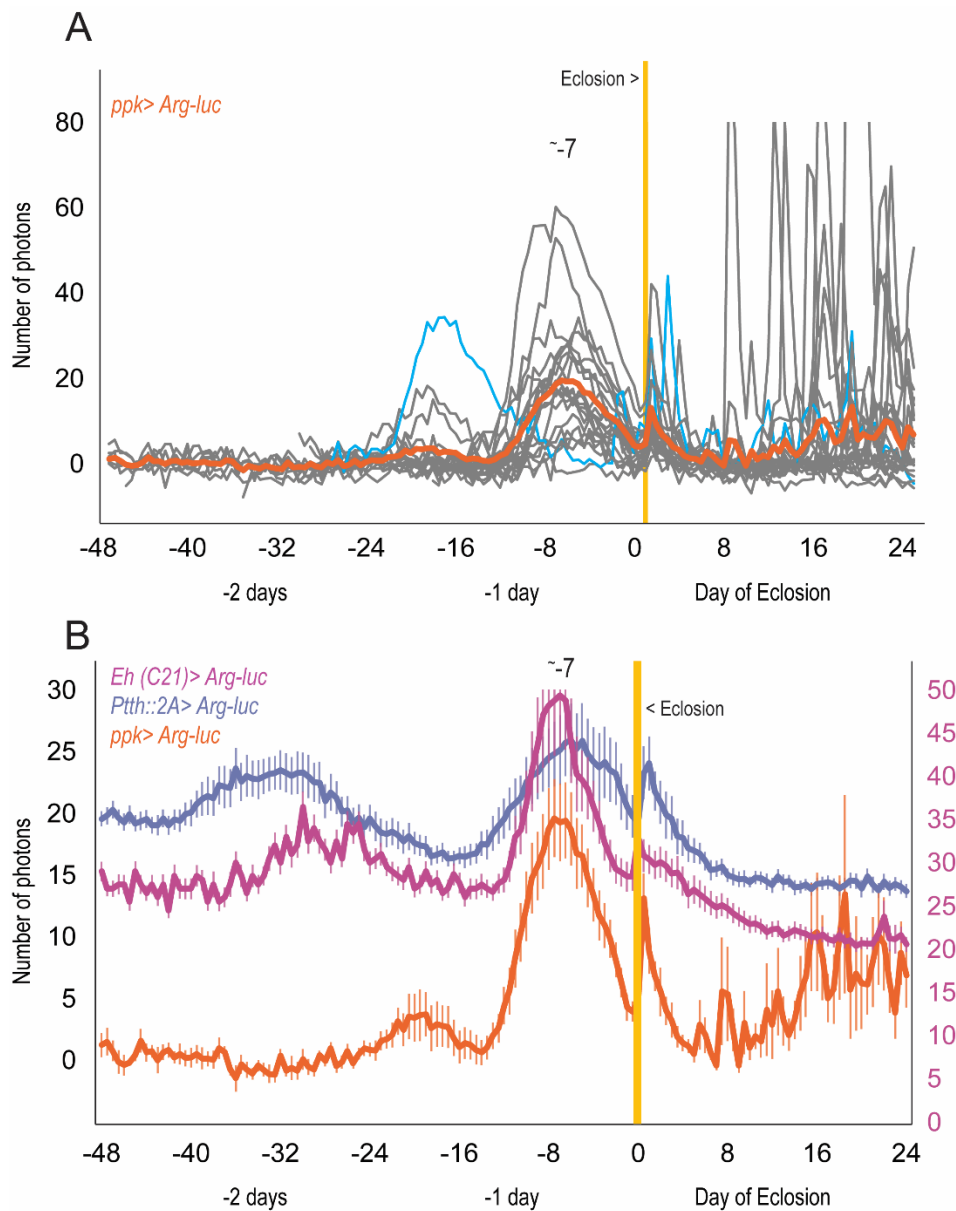 A
Eclosion >
ppk> Arg-luc
80
~-7
60
40
20
0
Number of photons
-48 -40 -32 -24 -16 -8 0 8 16 24
-2 days -1 day Day of Eclosion
B
Eh (C21)> Arg-luc
Ptth::2A> Arg-luc
ppk> Arg-luc
~-7
< Eclosion
30
25
20
15
10
5
0
Number of photons
50
45
40
35
30
25
20
15
10
5
0
-48 -40 -32 -24 -16 -8 0 8 16 24
-2 days -1 day Day of Eclosion